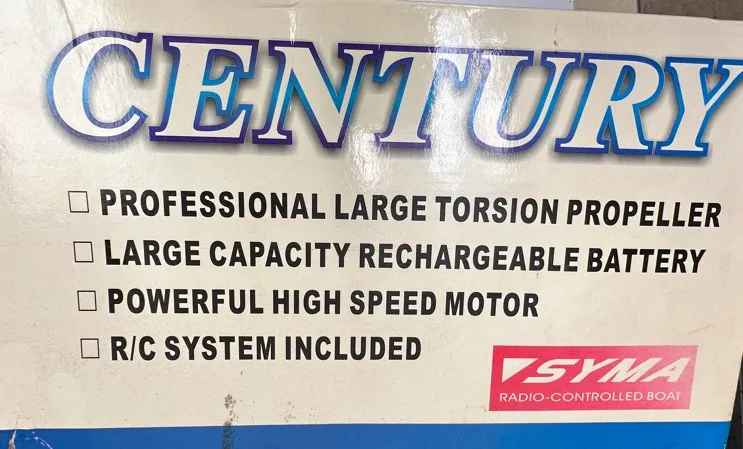 CENTURY
□ PROFESSIONAL LARGE TORSION PROPELLER
□ LARGE CAPACITY RECHARGEABLE BATTERY
□ POWERFUL HIGH SPEED MOTOR
□ R/C SYSTEM INCLUDED
SYMA
RADIO-CONTROLLED BOAT